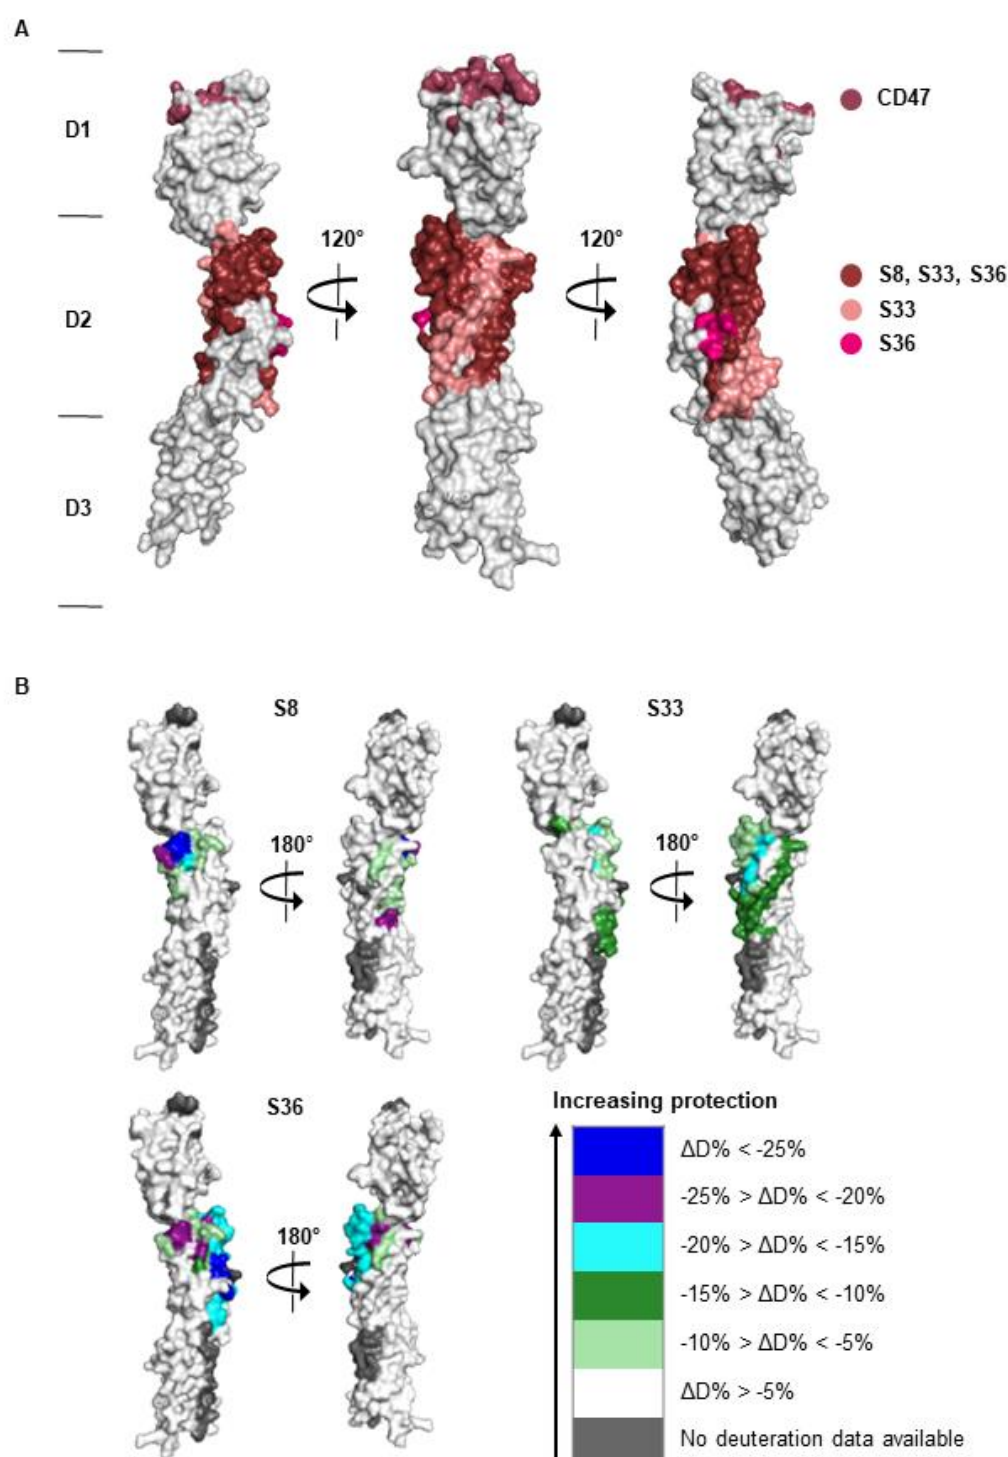 A
D1
CD47
120°
120°
S8, S33, S36
D2
S33
S36
D3
B
S8
S33
180°
180°
S36
Increasing protection
ΔD% < -25%
-25% > ΔD% < -20%
180°
-20% > ΔD% < -15%
-15% > ΔD% < -10%
-10% > ΔD% < -5%
ΔD% > -5%
No deuteration data available